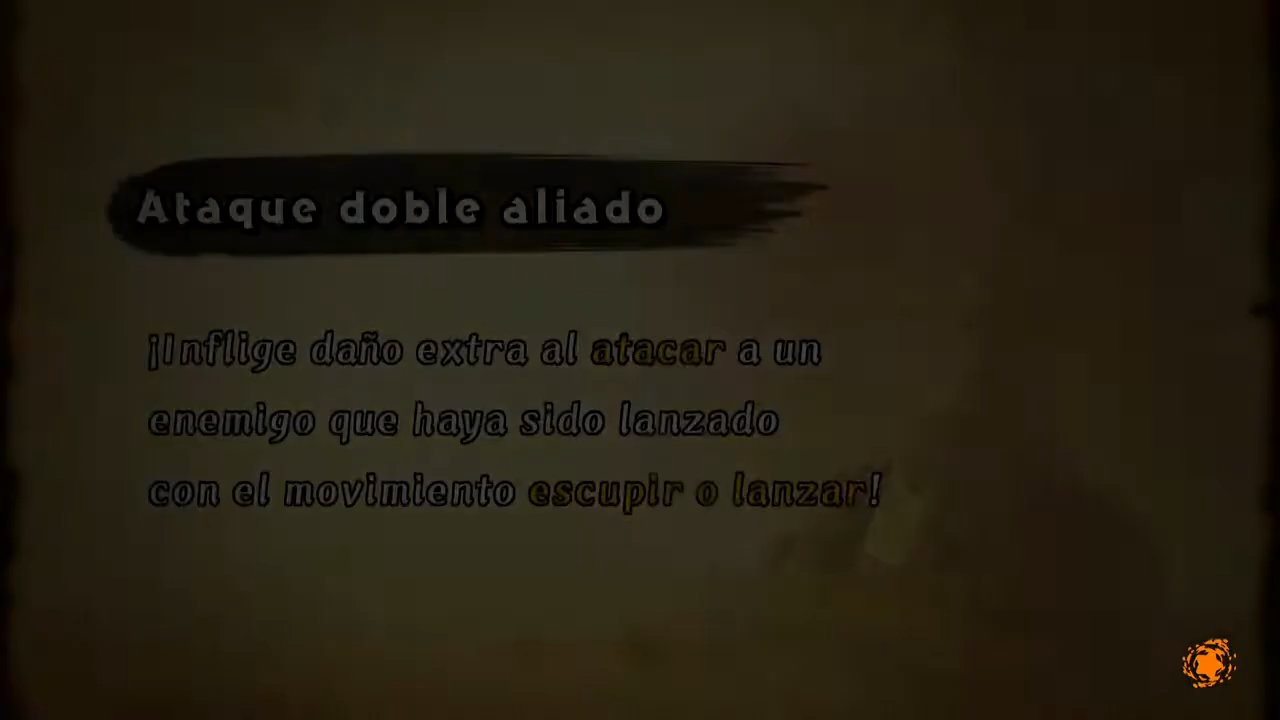 Ataque doble aliado
¡Inflige daño extra al atacar a un
enemigo que haya sido lanzado
con el movimiento escupir o lanzar!